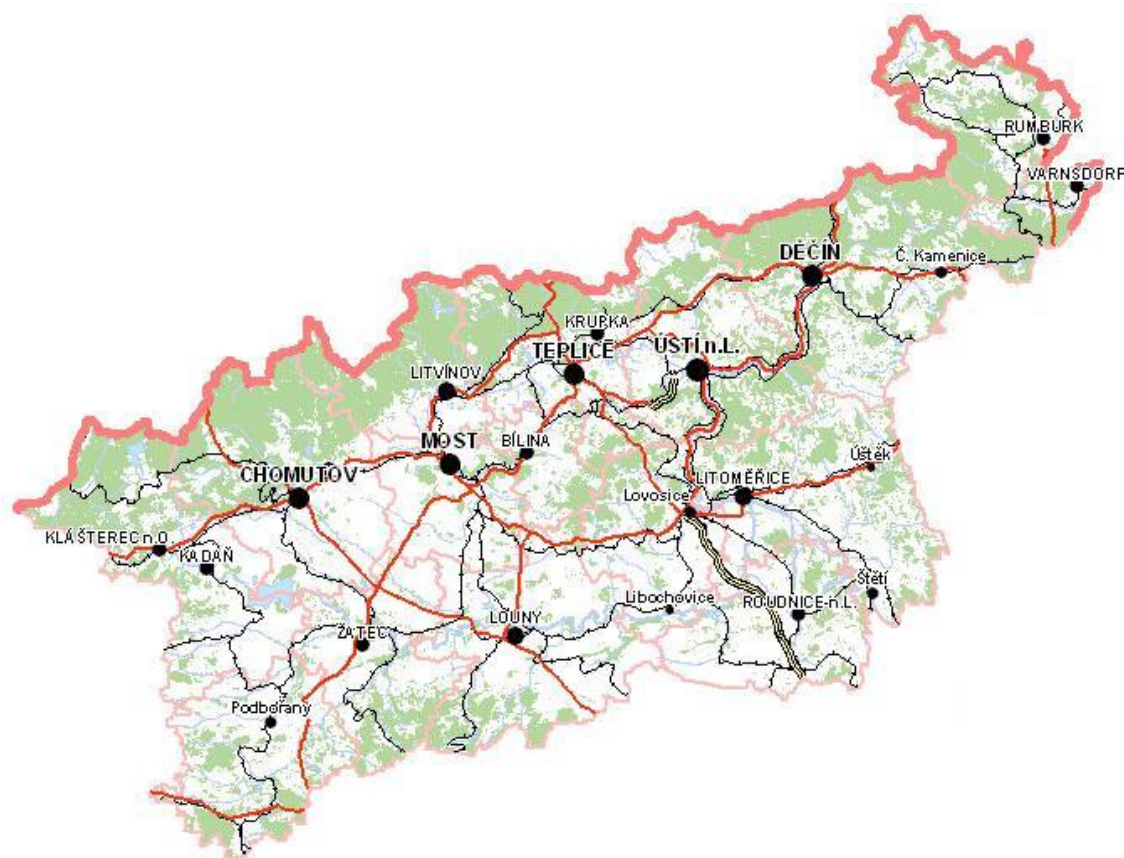 RUMBURK
VARNSDORF
DĚČÍN
Č. Kamenice
KRUPKA
TEPLICE
ÚSTÍ n.L.
LITVÍNOV
MOST
BÍLINA
Úštěk
CHOMUTOV
LITOMĚŘICE
Lovosice
KLÁŠTEREC n.O.
KADAŇ
Štětí
Libochovice
ROUDNICE n.L.
LOUNY
ŽATEC
Podbořany